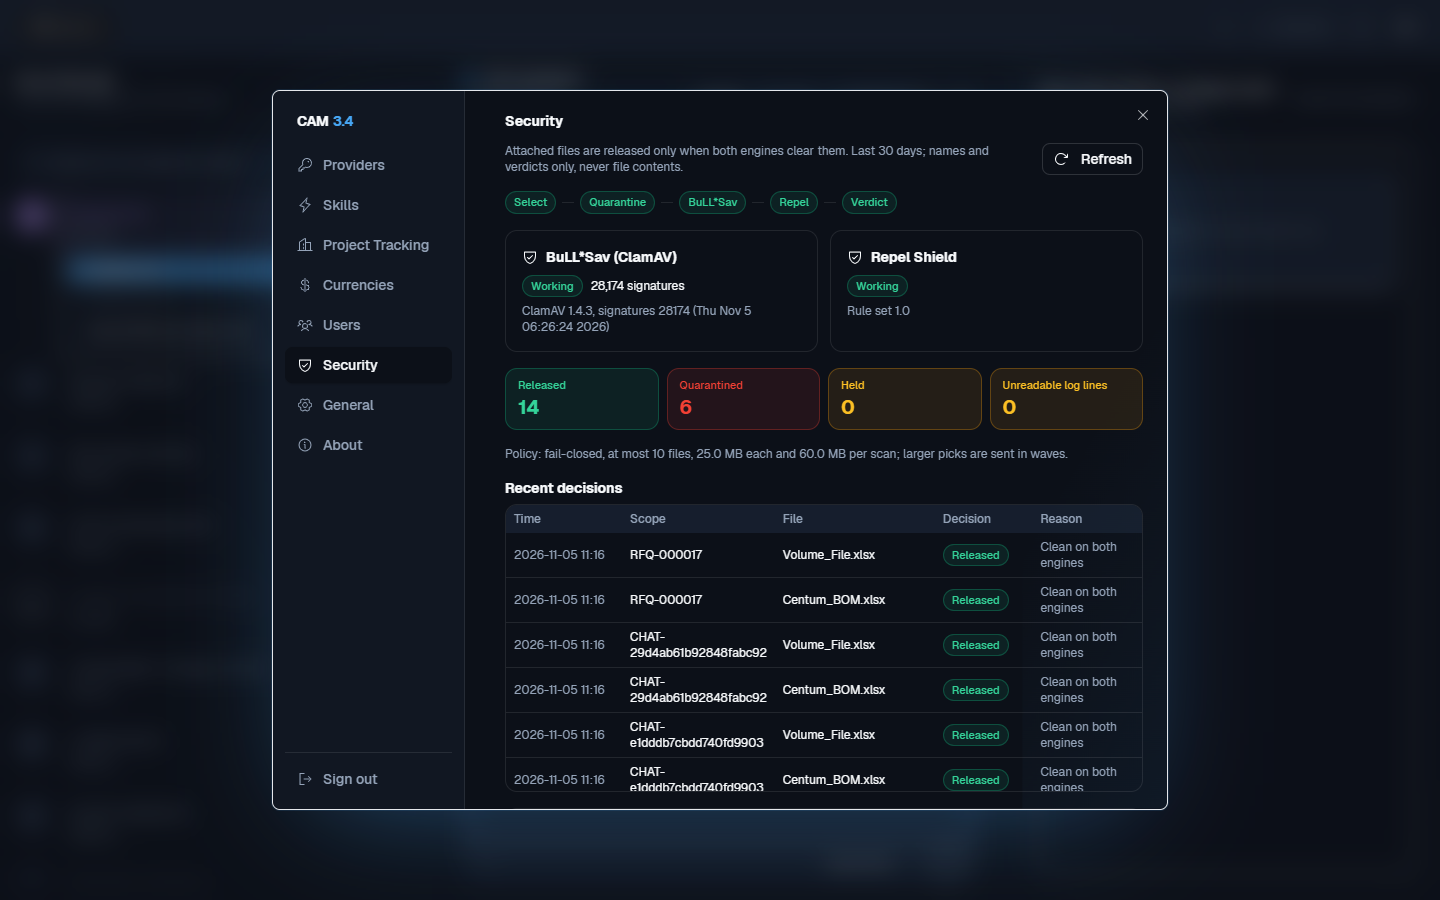 CAM 3.4
Providers
Skills
Project Tracking
Currencies
Users
Security
General
About
Sign out
Security
Attached files are released only when both engines clear them. Last 30 days; names and
verdicts only, never file contents.
Refresh
Select
Quarantine
BuLL*Sav
Repel
Verdict
BuLL*Sav (ClamAV)
Working 28,174 signatures
ClamAV 1.4.3, signatures 28174 (Thu Nov 5
06:26:24 2026)
Repel Shield
Working
Rule set 1.0
Released
14
Quarantined
6
Held
0
Unreadable log lines
0
Policy: fail-closed, at most 10 files, 25.0 MB each and 60.0 MB per scan; larger picks are sent in waves.
Recent decisions
Time Scope File Decision Reason
2026-11-05 11:16 RFQ-000017 Volume_File.xlsx Released Clean on both
engines
2026-11-05 11:16 RFQ-000017 Centum_BOM.xlsx Released Clean on both
engines
2026-11-05 11:16 CHAT-
29d4ab61b92848fabc92 Volume_File.xlsx Released Clean on both
engines
2026-11-05 11:16 CHAT-
29d4ab61b92848fabc92 Centum_BOM.xlsx Released Clean on both
engines
2026-11-05 11:16 CHAT-
e1dddb7cbdd740fd9903 Volume_File.xlsx Released Clean on both
engines
2026-11-05 11:16 CHAT-
e1dddb7cbdd740fd9903 Centum_BOM.xlsx Released Clean on both
engines